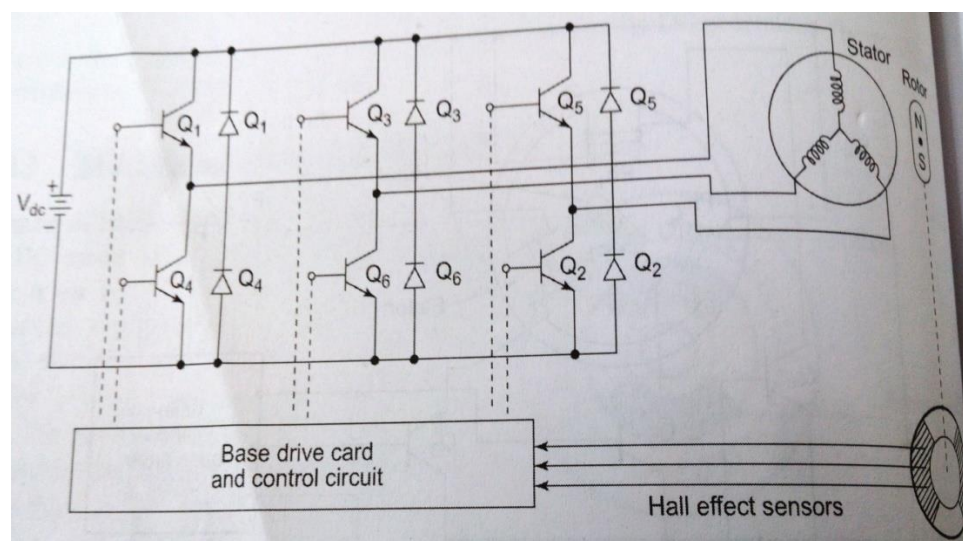 Stator
Rotor
N
S
Q1
Q1
Q3
Q3
Q5
Q5
+
Vdc
−
Q4
Q4
Q6
Q6
Q2
Q2
Base drive card
and control circuit
Hall effect sensors